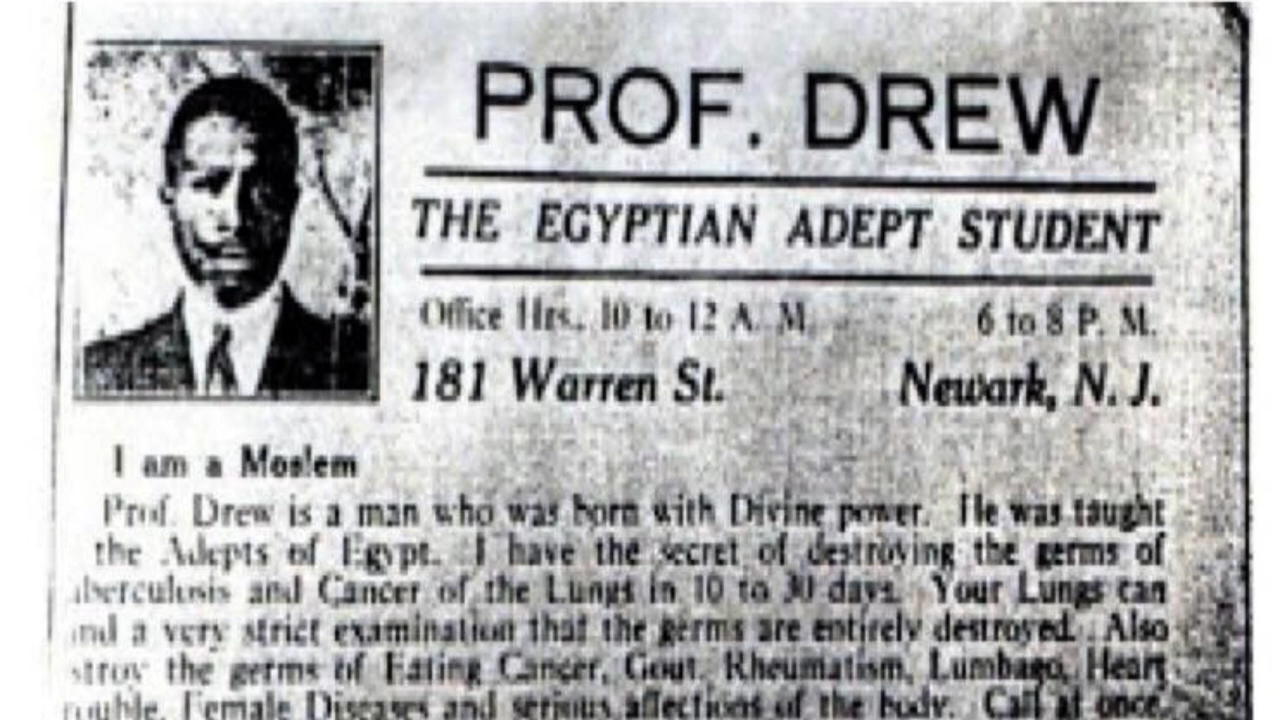 PROF. DREW
THE EGYPTIAN ADEPT STUDENT
Office Hrs., 10 to 12 A. M. 6 to 8 P. M.
181 Warren St. Newark, N. J.
I am a Moslem
Prof. Drew is a man who was born with Divine power. He was taught
the Adepts of Egypt. I have the secret of destroying the germs of
uberculosis and Cancer of the Lungs in 10 to 30 days. Your Lungs can
and a very strict examination that the germs are entirely destroyed. Also
stroy the germs of Eating Cancer, Gout, Rheumatism, Lumbago, Heart
rouble, Female Diseases and serious affections of the body. Call at once.